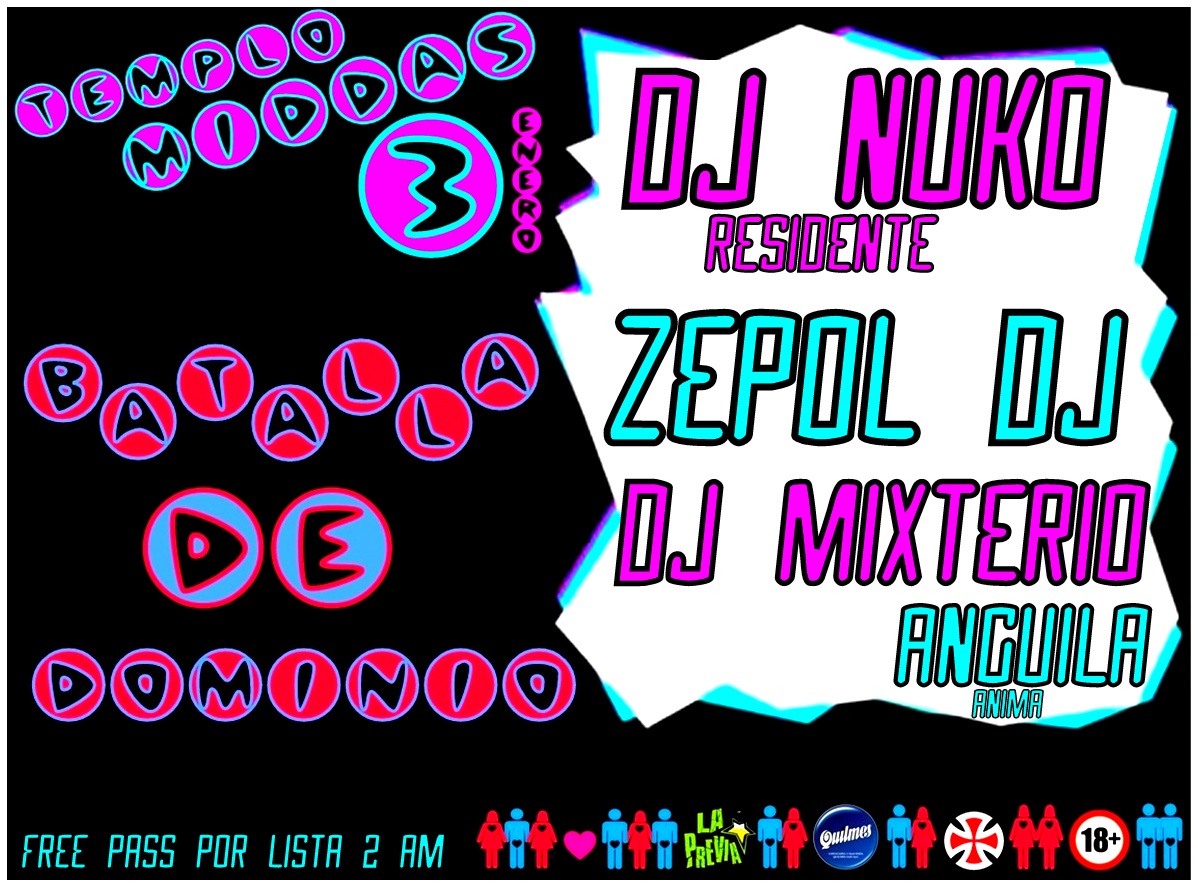 TEMPLO
MIDDAS
3
ENERO
BATALLA
DE
DOMINIO
DJ NUKO
RESIDENTE
ZEPOL DJ
DJ MIXTERIO
ANGUILA
ANIMA
FREE PASS POR LISTA 2 AM
LA
PREVIA
Quilmes
18+